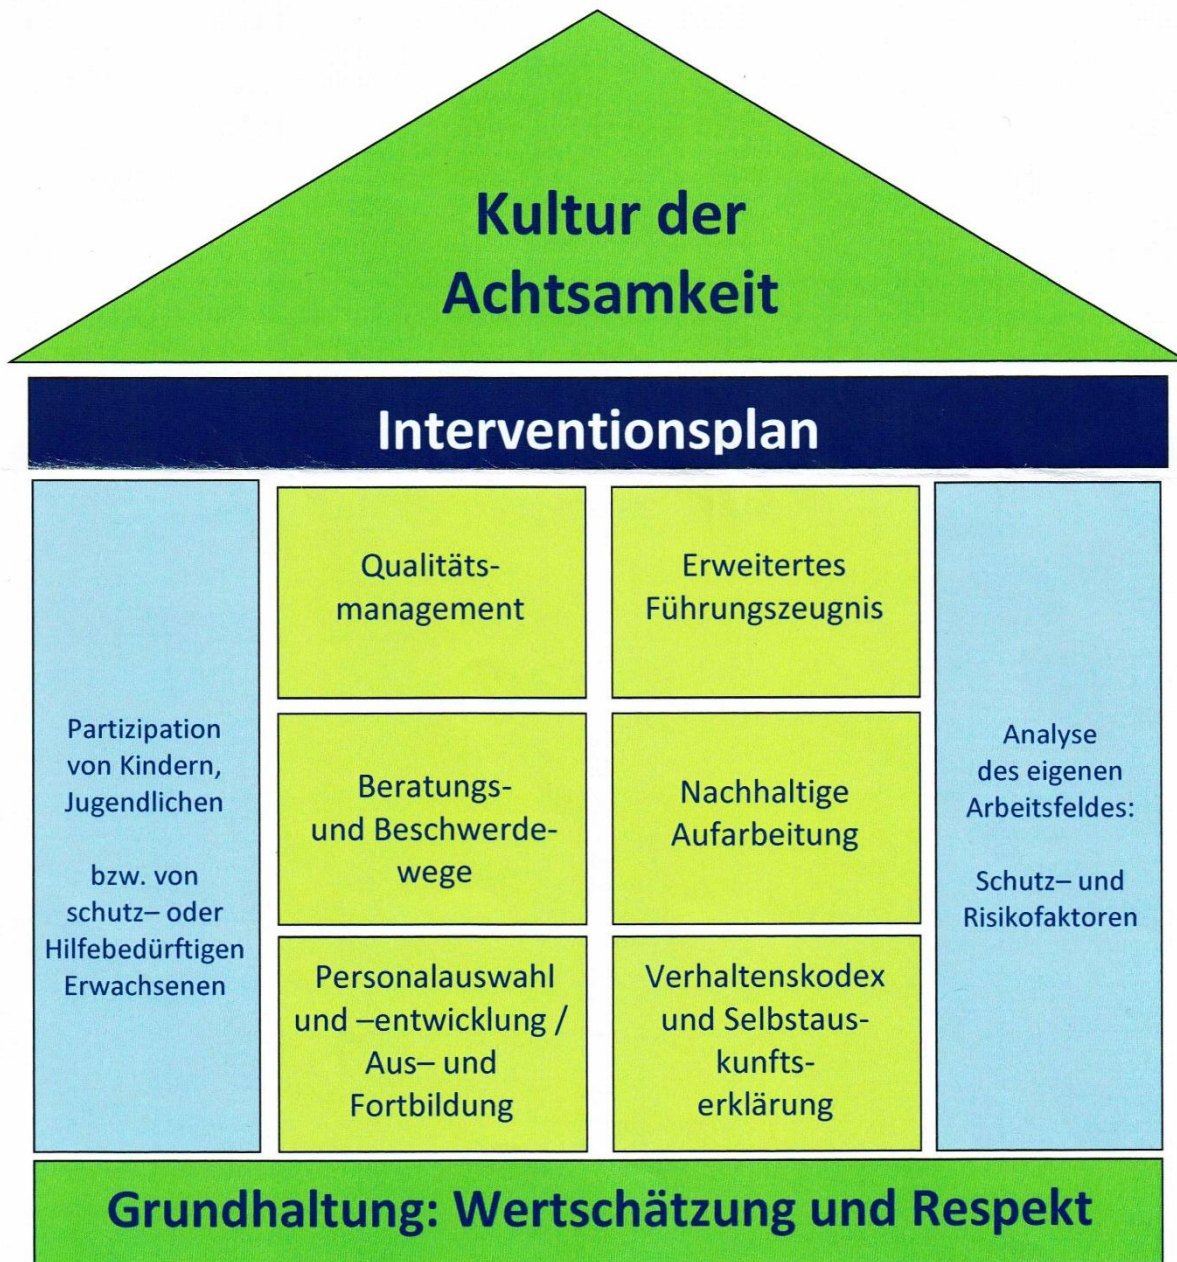 Kultur der
Achtsamkeit
Interventionsplan
Partizipation
von Kindern,
Jugendlichen
bzw. von
schutz– oder
Hilfebedürftigen
Erwachsenen
Qualitäts-
management
Erweitertes
Führungszeugnis
Beratungs-
und Beschwerde-
wege
Nachhaltige
Aufarbeitung
Personalauswahl
und –entwicklung /
Aus– und
Fortbildung
Verhaltenskodex
und Selbstaus-
kunfts-
erklärung
Analyse
des eigenen
Arbeitsfeldes:
Schutz– und
Risikofaktoren
Grundhaltung: Wertschätzung und Respekt